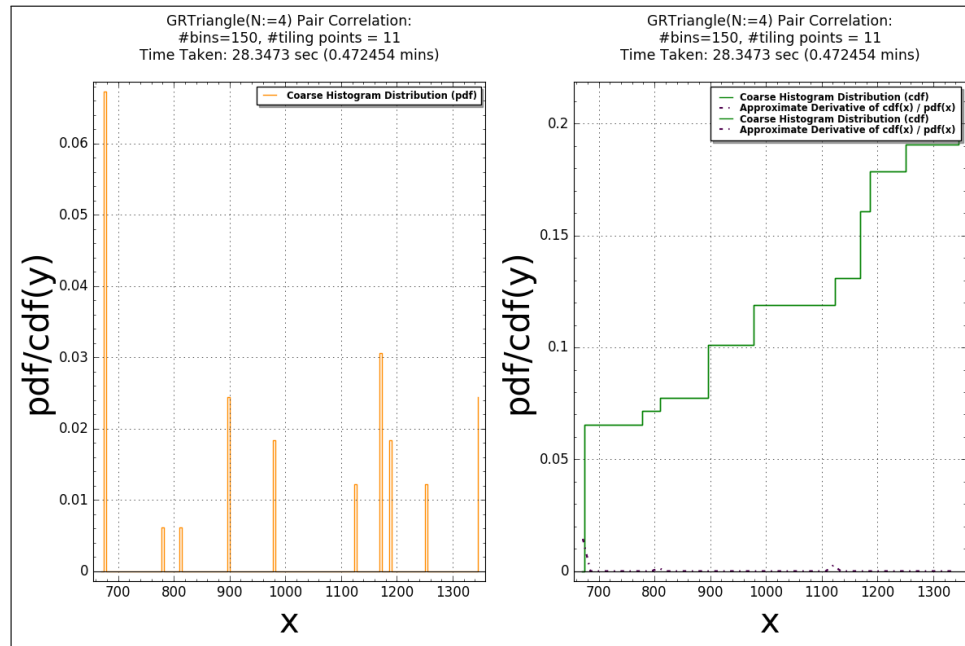 GRTriangle(N:=4) Pair Correlation:
#bins=150, #tiling points = 11
Time Taken: 28.3473 sec (0.472454 mins)
Coarse Histogram Distribution (pdf)
pdf/cdf(y)
0.06
0.05
0.04
0.03
0.02
0.01
0
700 800 900 1000 1100 1200 1300
x
GRTriangle(N:=4) Pair Correlation:
#bins=150, #tiling points = 11
Time Taken: 28.3473 sec (0.472454 mins)
Coarse Histogram Distribution (cdf)
Approximate Derivative of cdf(x) / pdf(x)
Coarse Histogram Distribution (cdf)
Approximate Derivative of cdf(x) / pdf(x)
pdf/cdf(y)
0.2
0.15
0.1
0.05
0
700 800 900 1000 1100 1200 1300
x